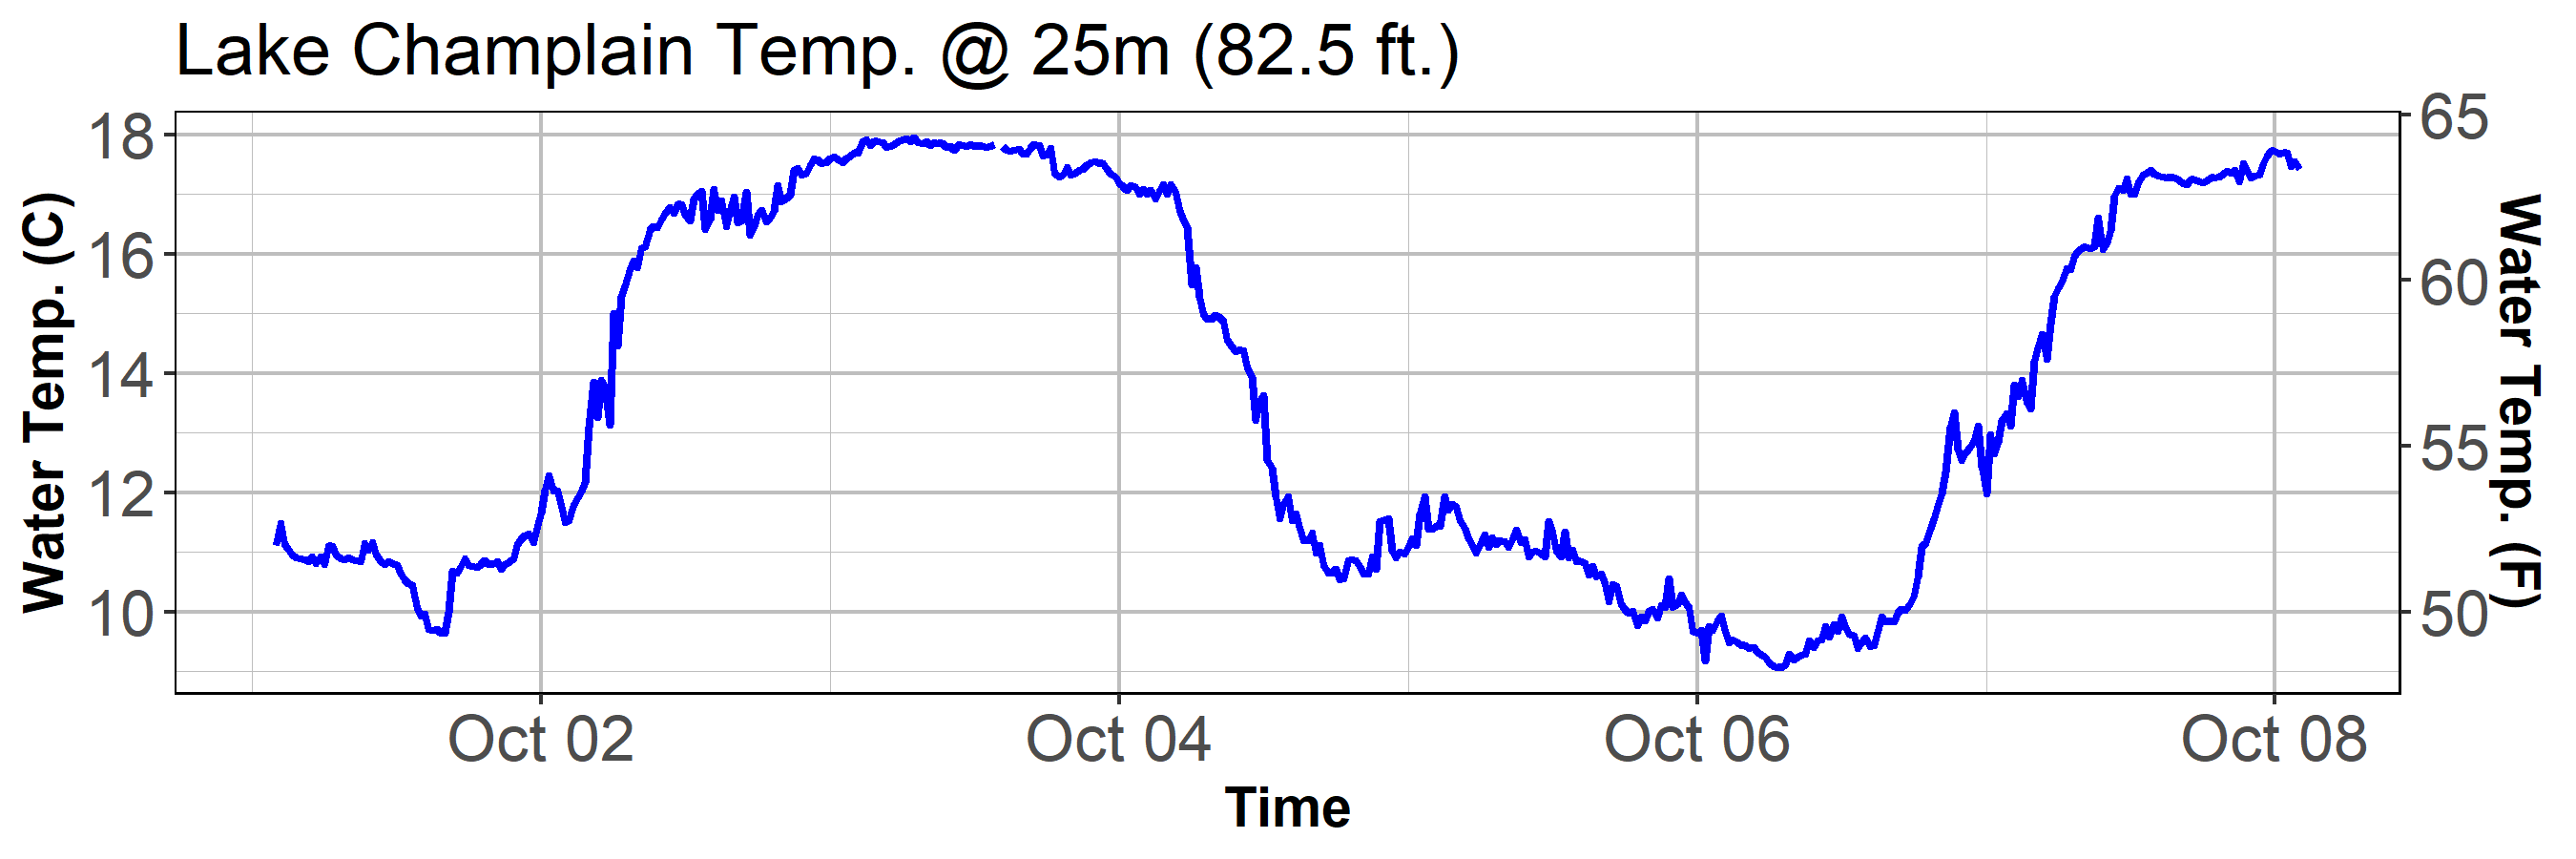 Lake Champlain Temp. @ 25m (82.5 ft.)
Water Temp. (C)
18
16
14
12
10
65
60
55
50
Water Temp. (F)
Oct 02
Oct 04
Oct 06
Oct 08
Time